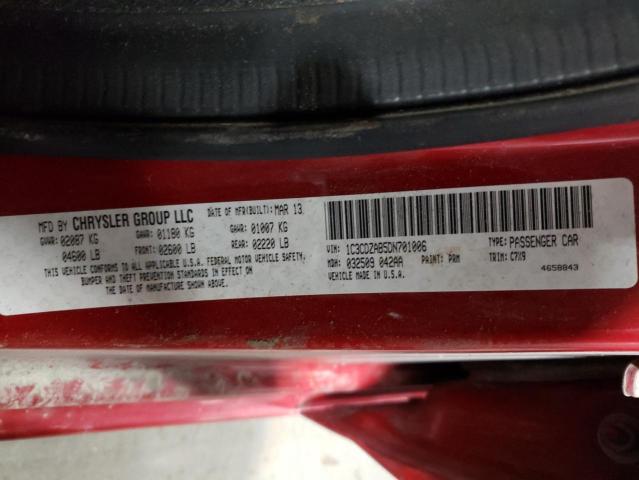 MFD BY CHRYSLER GROUP LLC DATE OF MFR(BUILT): MAR 13
GVWR: 02087 KG GAWR: 01180 KG GAWR: 01007 KG
04600 LB FRONT: 02600 LB REAR: 02220 LB
THIS VEHICLE CONFORMS TO ALL APPLICABLE U.S.A. FEDERAL MOTOR VEHICLE SAFETY,
BUMPER AND THEFT PREVENTION STANDARDS IN EFFECT ON
THE DATE OF MANUFACTURE SHOWN ABOVE.
VIN: 1C3CDZAB5DN701006 TYPE: PASSENGER CAR
MDH: 032509 042AA PAINT: PRM TRIM: C7X9
VEHICLE MADE IN U.S.A. 4658843